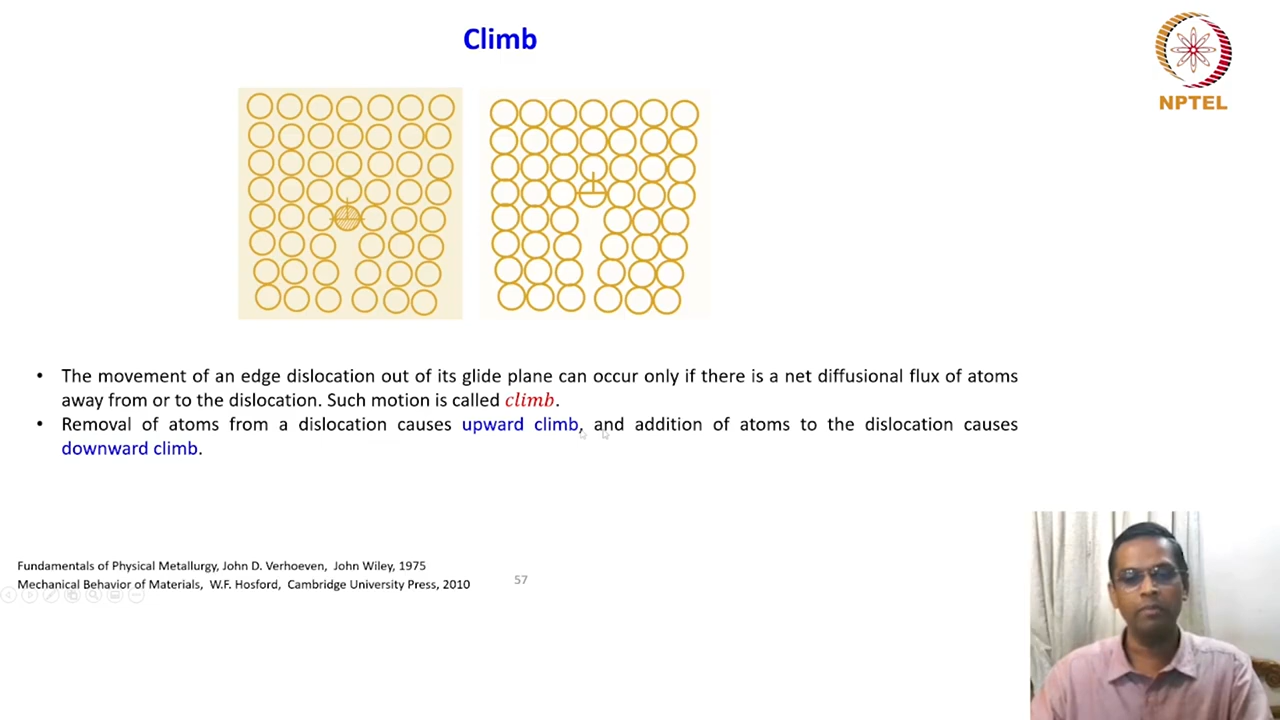 Climb
NPTEL
• The movement of an edge dislocation out of its glide plane can occur only if there is a net diffusional flux of atoms
away from or to the dislocation. Such motion is called climb.
• Removal of atoms from a dislocation causes upward climb, and addition of atoms to the dislocation causes
downward climb.
Fundamentals of Physical Metallurgy, John D. Verhoeven, John Wiley, 1975
Mechanical Behavior of Materials, W.F. Hosford, Cambridge University Press, 2010
57